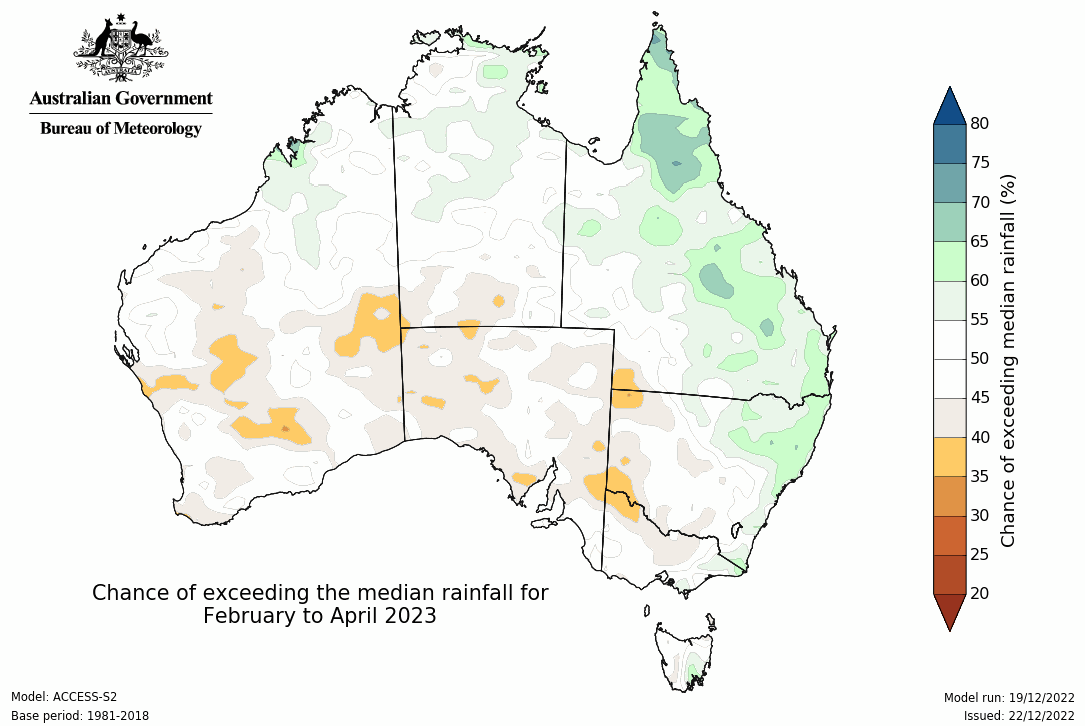 AUSTRALIA
Australian Government
Bureau of Meteorology
80
75
70
65
60
55
50
45
40
35
30
25
20
Chance of exceeding median rainfall (%)
Chance of exceeding the median rainfall for
February to April 2023
Model: ACCESS-S2
Base period: 1981-2018
Model run: 19/12/2022
Issued: 22/12/2022